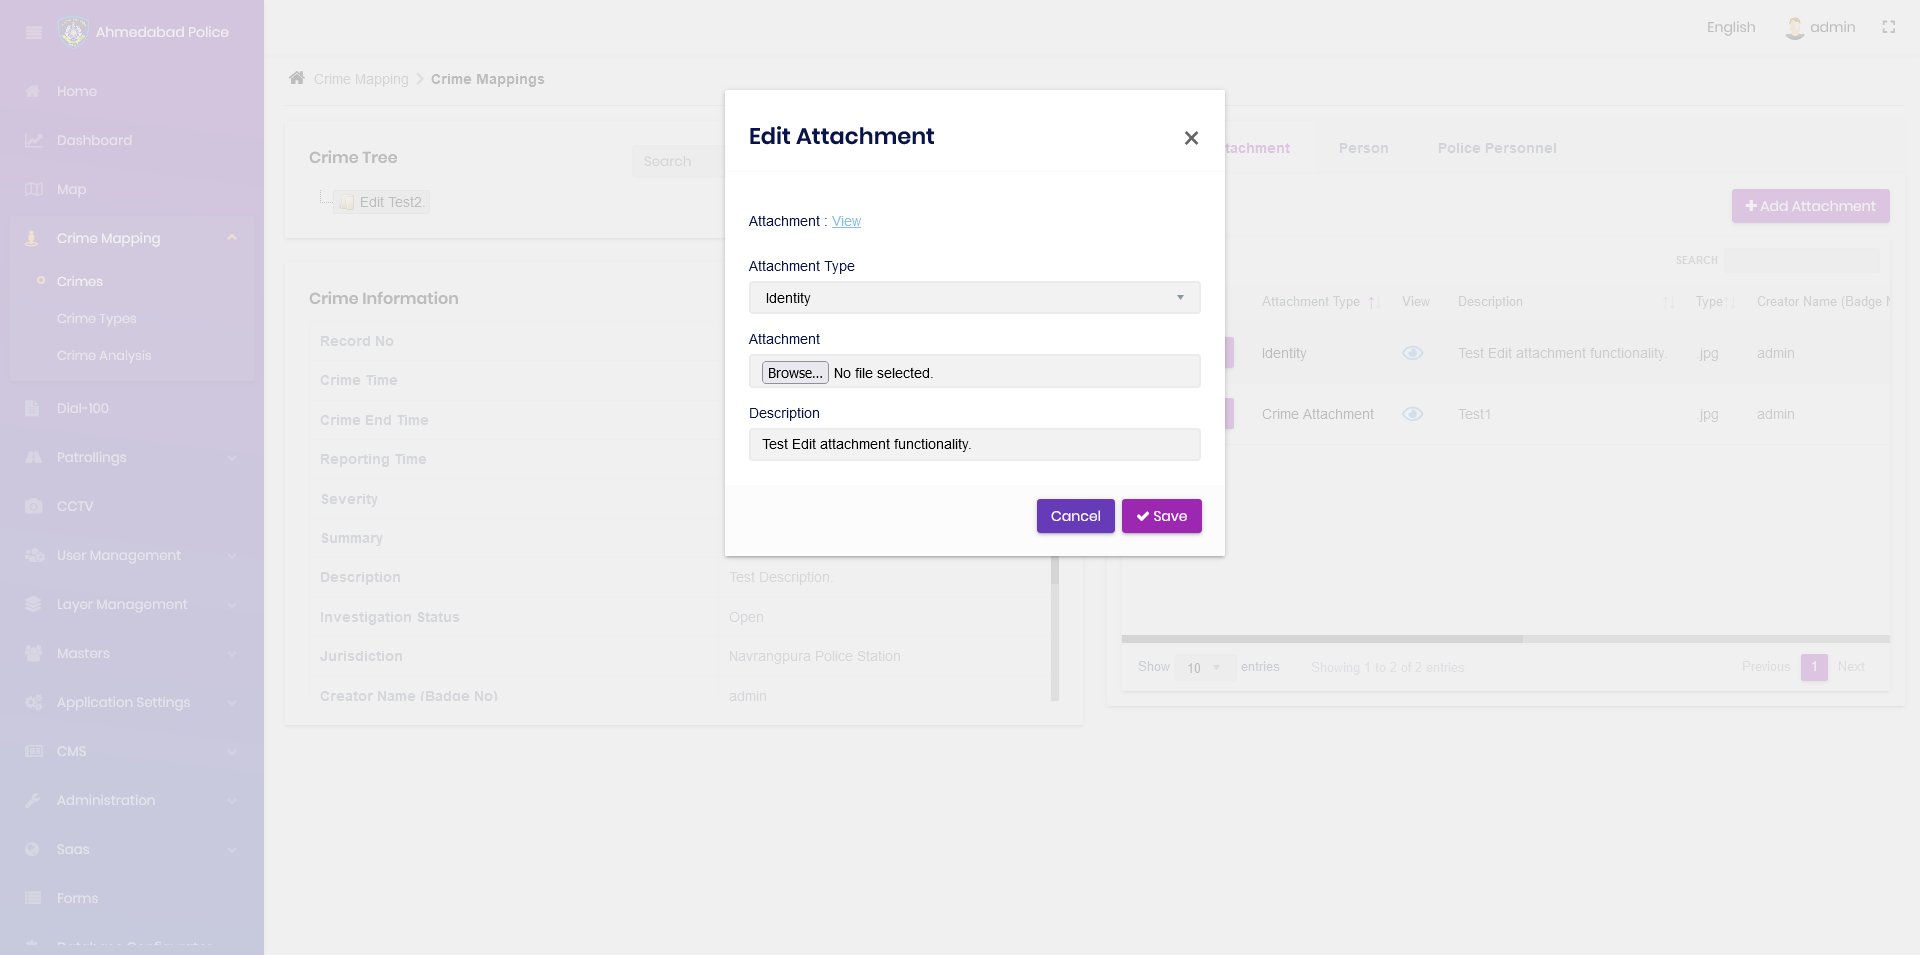 Ahmedabad Police
English
admin
Home
Dashboard
Map
Crime Mapping
Crimes
Crime Types
Crime Analysis
Dial-100
Patrollings
CCTV
User Management
Layer Management
Masters
Application Settings
CMS
Administration
Saas
Forms
Database Configurator
Crime Mapping
Crime Mappings
Crime Tree
Search
Edit Test2.
Crime Information
Record No
Crime Time
Crime End Time
Reporting Time
Severity
Summary
Description Test Description
Investigation Status Open
Jurisdiction Navrangpura Police Station
Creator Name (Badge No) admin
Edit Attachment
×
Attachment : View
Attachment Type
Identity
Attachment
Browse... No file selected.
Description
Test Edit attachment functionality.
Cancel
Save
tachment Person Police Personnel
Add Attachment
SEARCH
Attachment Type View Description Type Creator Name (Badge N
Identity Test Edit attachment functionality. .jpg admin
Crime Attachment Test1 .jpg admin
Show 10 entries Showing 1 to 2 of 2 entries
Previous 1 Next